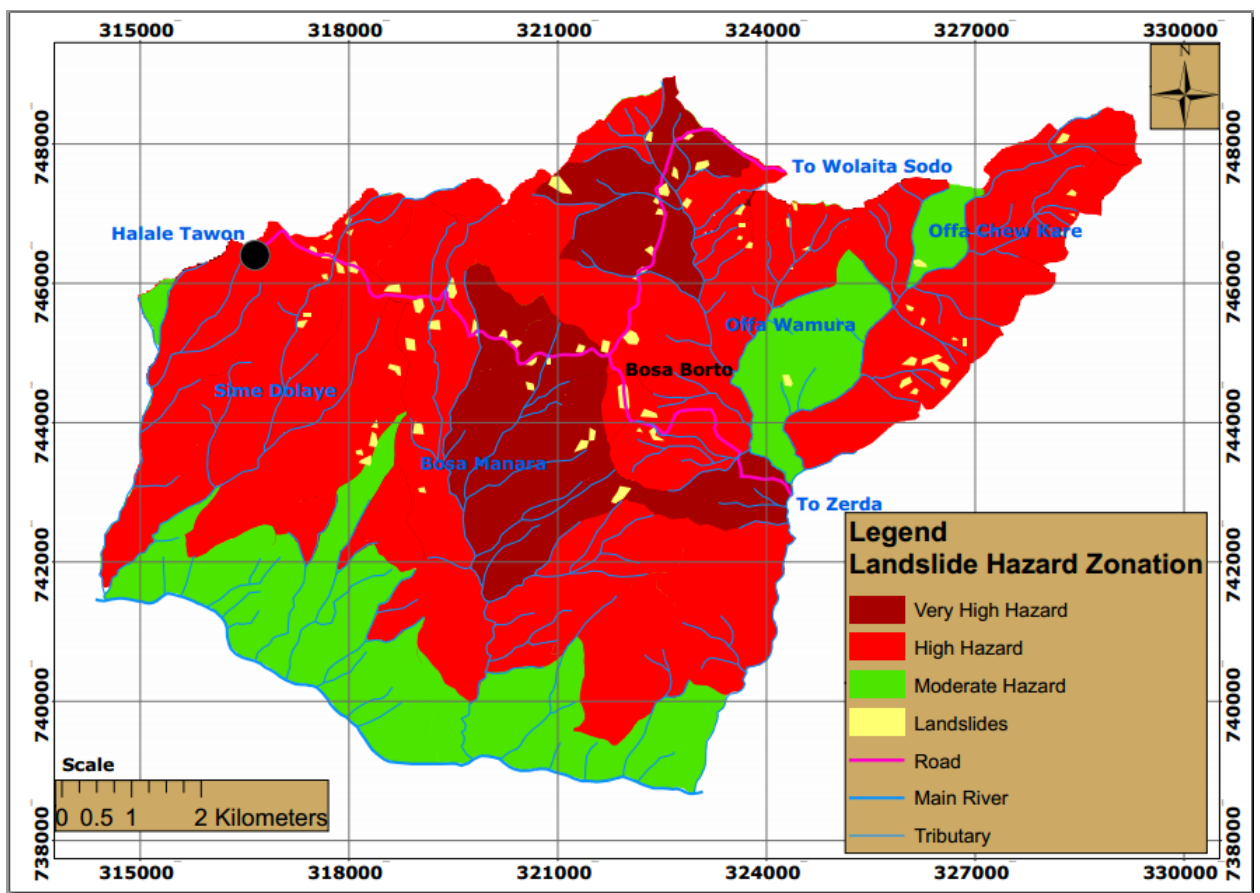 315000 318000 321000 324000 327000 330000
N
748000 748000
To Wolaita Sodo
Halale Tawon
Offa Chew Kare
746000 746000
Offa Wamura
Bosa Borto
Sime Dolaye
744000 744000
Bosa Manara
To Zerda
Legend
Landslide Hazard Zonation
742000 742000
Very High Hazard
High Hazard
Moderate Hazard
740000 740000
Landslides
Road
Main River
Tributary
Scale
0 0.5 1 2 Kilometers
738000 738000
315000 318000 321000 324000 327000 330000